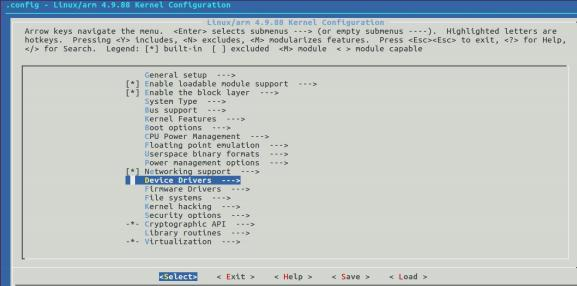 .config - Linux/arm 4.9.88 Kernel Configuration
Linux/arm 4.9.88 Kernel Configuration
Arrow keys navigate the menu. <Enter> selects submenus ---> (or empty submenus ----). Highlighted letters are
hotkeys. Pressing <Y> includes, <N> excludes, <M> modularizes features. Press <Esc><Esc> to exit, <?> for Help,
</> for Search. Legend: [*] built-in [ ] excluded <M> module < > module capable
General setup --->
[*] Enable loadable module support --->
[*] Enable the block layer --->
System Type --->
Bus support --->
Kernel Features --->
Boot options --->
CPU Power Management --->
Floating point emulation --->
Userspace binary formats --->
Power management options --->
[*] Networking support --->
Device Drivers --->
Firmware Drivers --->
File systems --->
Kernel hacking --->
Security options --->
-*- Cryptographic API --->
Library routines --->
-*- Virtualization --->
<Select> < Exit > < Help > < Save > < Load >